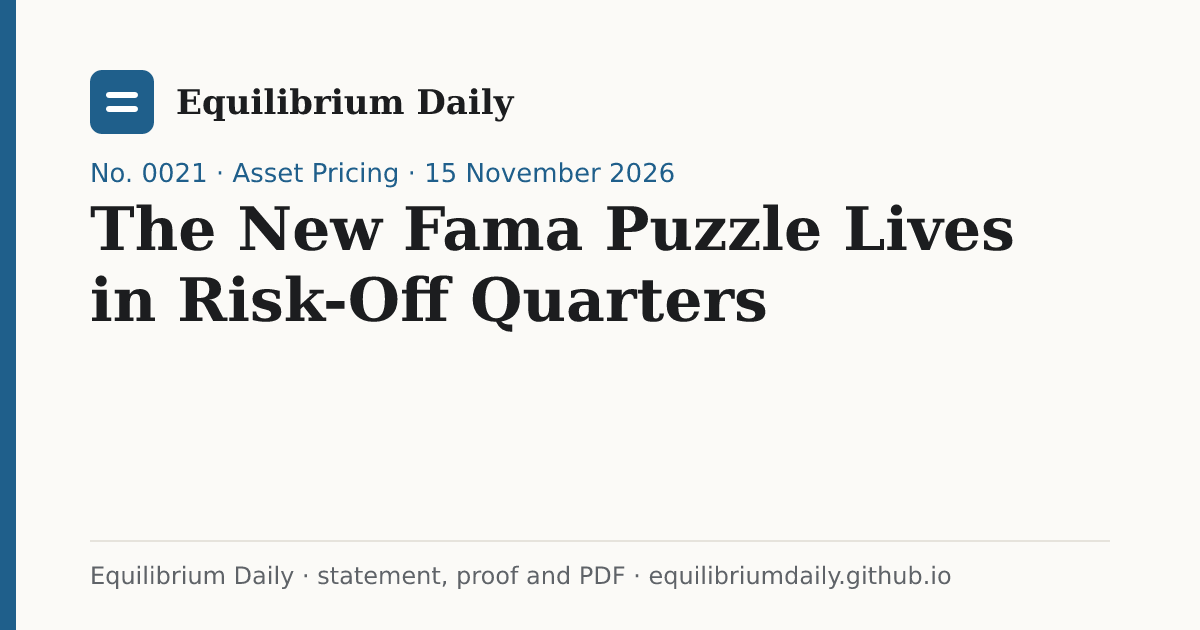 Equilibrium Daily
No. 0021 · Asset Pricing · 15 November 2026
The New Fama Puzzle Lives
in Risk-Off Quarters
Equilibrium Daily · statement, proof and PDF · equilibriumdaily.github.io